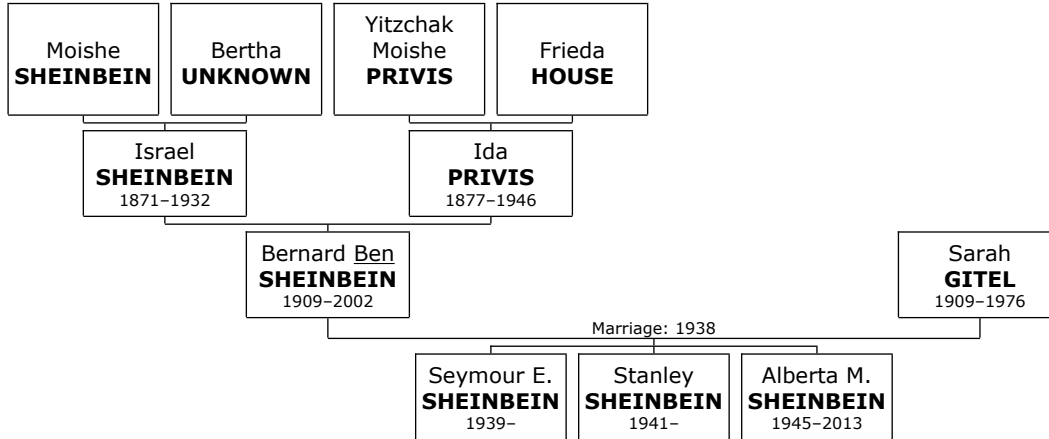 Moishe
SHEINBEIN
Bertha
UNKNOWN
Yitzchak
Moishe
PRIVIS
Frieda
HOUSE
Israel
SHEINBEIN
1871–1932
Ida
PRIVIS
1877–1946
Bernard Ben
SHEINBEIN
1909–2002
Sarah
GITEL
1909–1976
Marriage: 1938
Seymour E.
SHEINBEIN
1939–
Stanley
SHEINBEIN
1941–
Alberta M.
SHEINBEIN
1945–2013